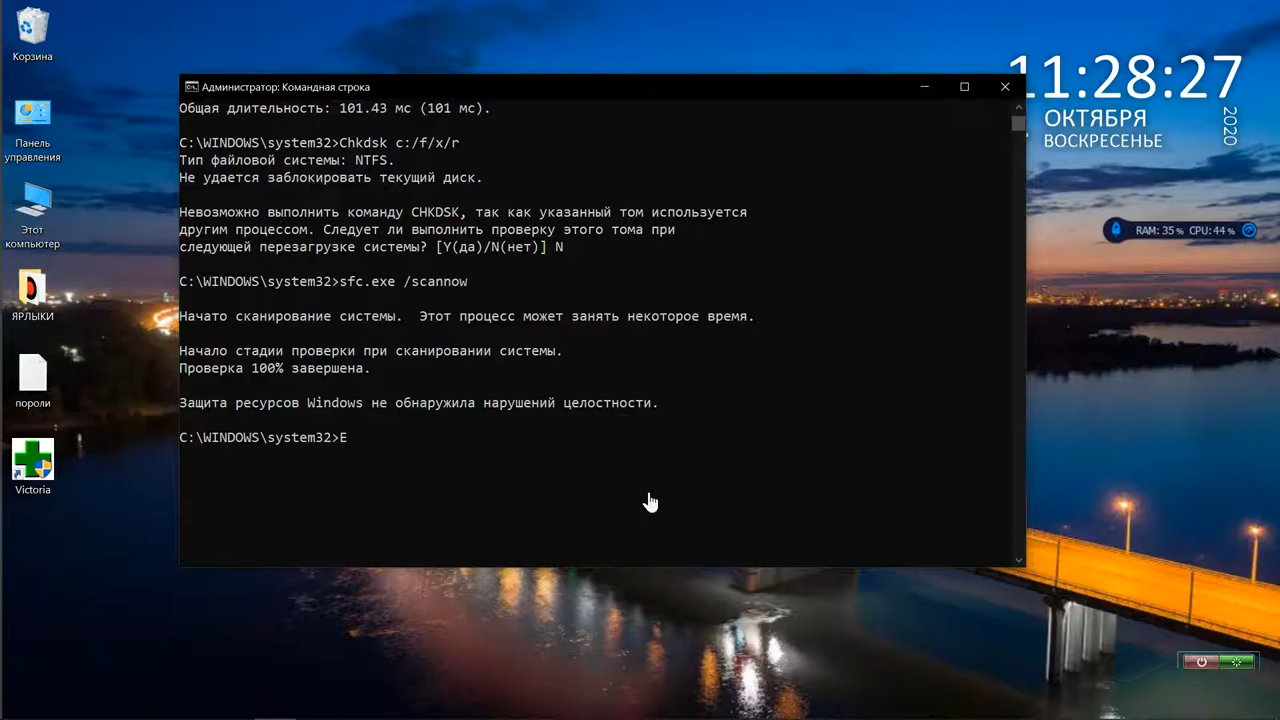 Корзина
Панель
управления
Этот
компьютер
ЯРЛЫКИ
пороли
Victoria
Администратор: Командная строка
Общая длительность: 101.43 мс (101 мс).
C:\WINDOWS\system32>Chkdsk c:/f/x/r
Тип файловой системы: NTFS.
Не удается заблокировать текущий диск.
Невозможно выполнить команду CHKDSK, так как указанный том используется
другим процессом. Следует ли выполнить проверку этого тома при
следующей перезагрузке системы? [Y(да)/N(нет)] N
C:\WINDOWS\system32>sfc.exe /scannow
Начато сканирование системы.  Этот процесс может занять некоторое время.
Начало стадии проверки при сканировании системы.
Проверка 100% завершена.
Защита ресурсов Windows не обнаружила нарушений целостности.
C:\WINDOWS\system32>E
11:28:27
ОКТЯБРЯ
ВОСКРЕСЕНЬЕ
2020
RAM: 35 % CPU: 44 %